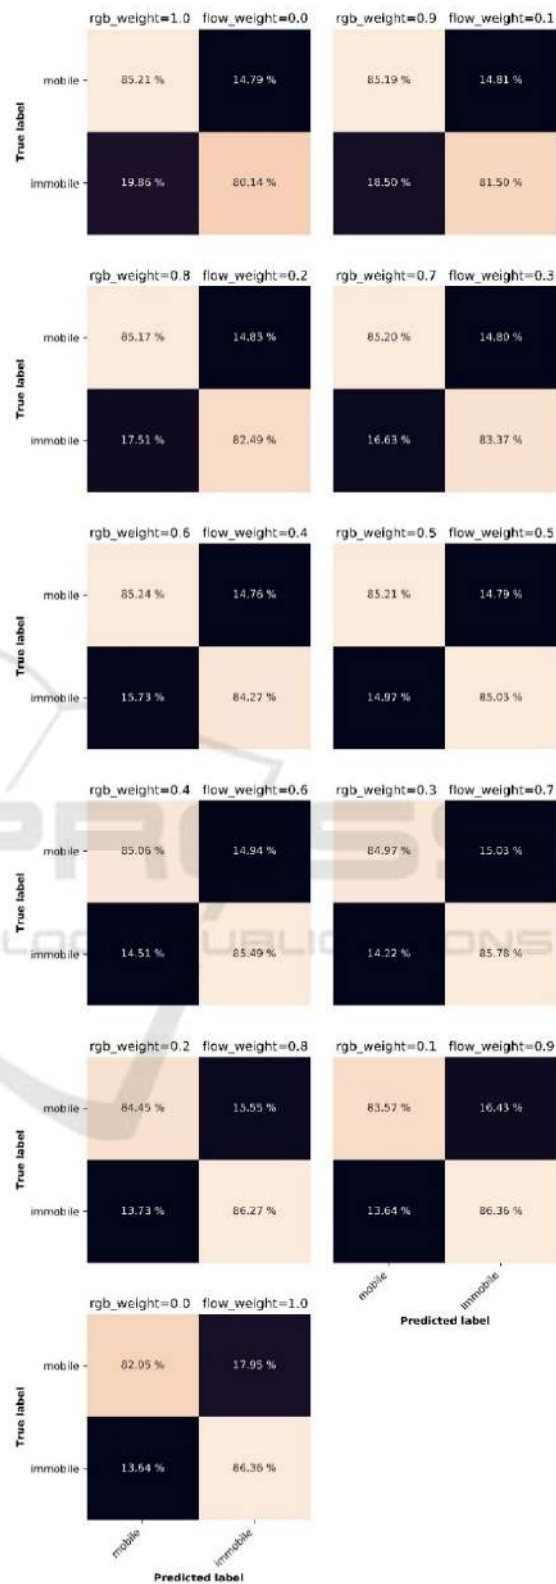 rgb_weight=1.0 flow_weight=0.0
rgb_weight=0.9 flow_weight=0.1
True label
mobile
85.21 % 14.79 %
85.19 % 14.81 %
immobile
19.86 % 80.14 %
18.50 % 81.50 %
rgb_weight=0.8 flow_weight=0.2
rgb_weight=0.7 flow_weight=0.3
True label
mobile
85.17 % 14.83 %
85.20 % 14.80 %
immobile
17.51 % 82.49 %
16.63 % 83.37 %
rgb_weight=0.6 flow_weight=0.4
rgb_weight=0.5 flow_weight=0.5
True label
mobile
85.24 % 14.76 %
85.21 % 14.79 %
immobile
15.73 % 84.27 %
14.97 % 85.03 %
rgb_weight=0.4 flow_weight=0.6
rgb_weight=0.3 flow_weight=0.7
True label
mobile
85.06 % 14.94 %
84.97 % 15.03 %
immobile
14.51 % 85.49 %
14.22 % 85.78 %
rgb_weight=0.2 flow_weight=0.8
rgb_weight=0.1 flow_weight=0.9
True label
mobile
84.45 % 15.55 %
83.57 % 16.43 %
immobile
13.73 % 86.27 %
13.64 % 86.36 %
mobile immobile
Predicted label
rgb_weight=0.0 flow_weight=1.0
True label
mobile
82.05 % 17.95 %
immobile
13.64 % 86.36 %
mobile immobile
Predicted label